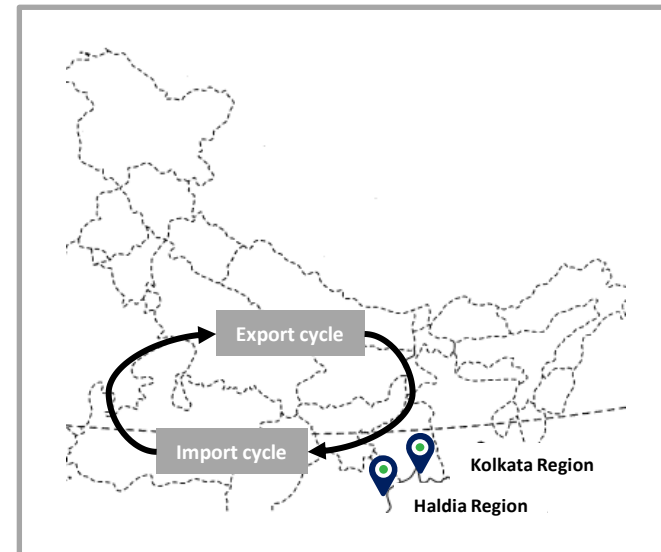 Export cycle
Import cycle
Kolkata Region
Haldia Region